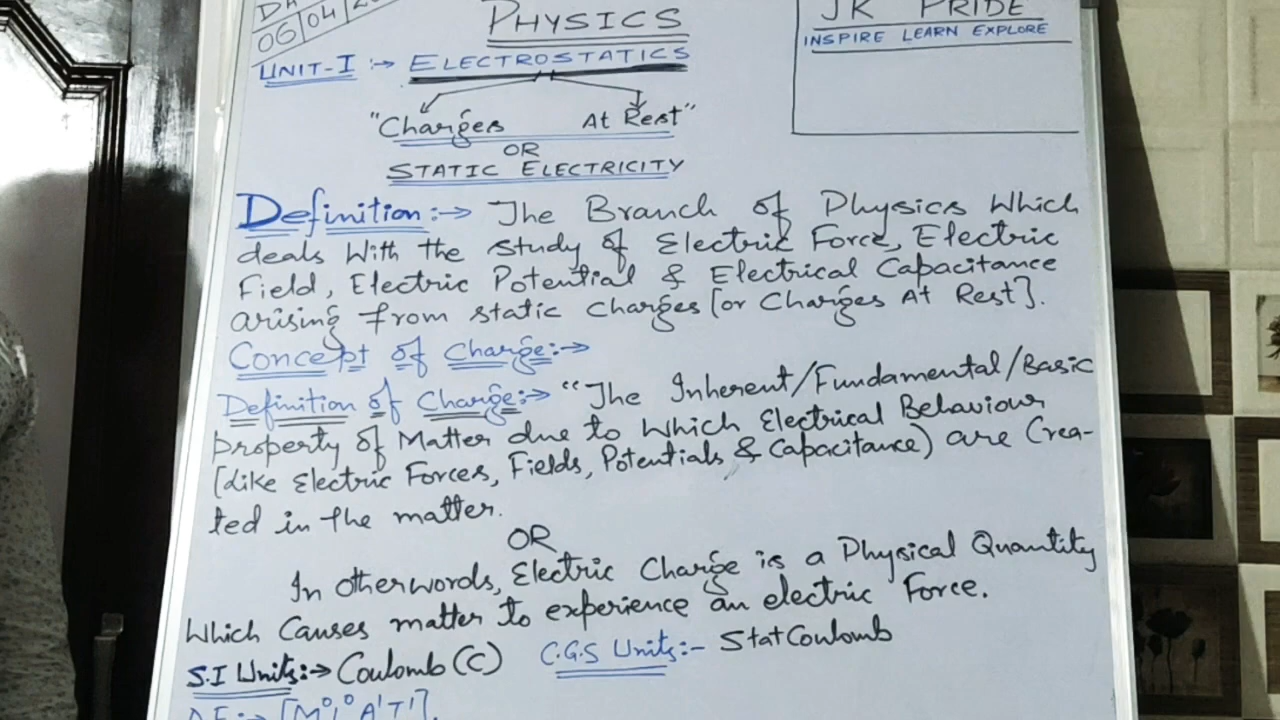 06/04/2
PHYSICS
JK PRIDE
INSPIRE LEARN EXPLORE
UNIT-I :→ ELECTROSTATICS
"Charges At Rest"
OR
STATIC ELECTRICITY
Definition:→ The Branch of Physics Which
deals With the study of Electric Force, Electric
Field, Electric Potential & Electrical Capacitance
arising from static Charges [or Charges At Rest].
Concept of Charge:→
Definition of Charge:→ "The Inherent/Fundamental/Basic
property of Matter due to Which Electrical Behaviour
(like Electric Forces, Fields, Potentials & Capacitance) are Crea-
ted in the matter.
OR
In otherwords, Electric Charge is a Physical Quantity
Which Causes matter to experience an electric Force.
S.I Units:→ Coulomb (C) C.G.S Units:- StatCoulomb
D.F:→ [M⁰L⁰A¹T¹].